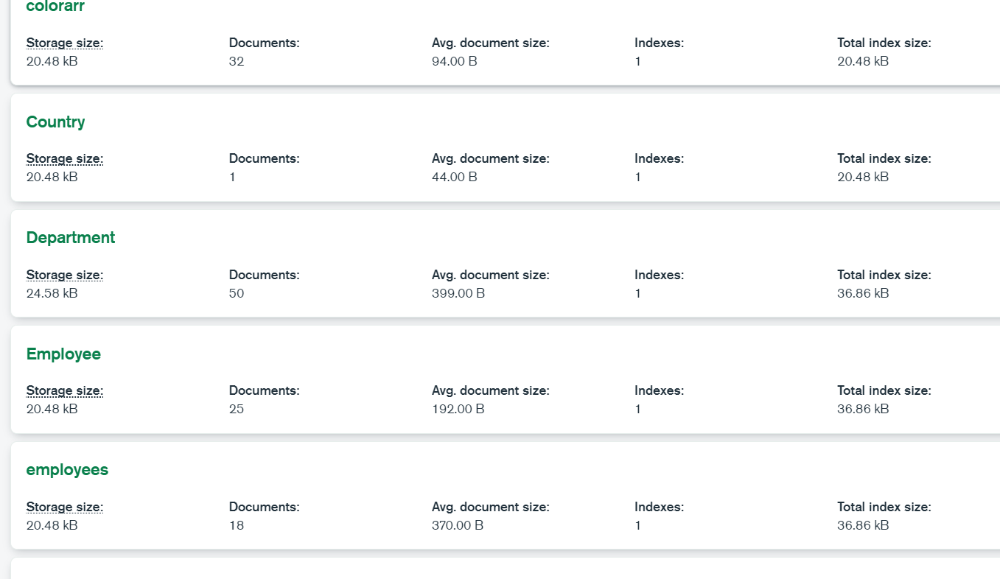 colorarr
Storage size: Documents: Avg. document size: Indexes: Total index size:
20.48 kB 32 94.00 B 1 20.48 kB
Country
Storage size: Documents: Avg. document size: Indexes: Total index size:
20.48 kB 1 44.00 B 1 20.48 kB
Department
Storage size: Documents: Avg. document size: Indexes: Total index size:
24.58 kB 50 399.00 B 1 36.86 kB
Employee
Storage size: Documents: Avg. document size: Indexes: Total index size:
20.48 kB 25 192.00 B 1 36.86 kB
employees
Storage size: Documents: Avg. document size: Indexes: Total index size:
20.48 kB 18 370.00 B 1 36.86 kB